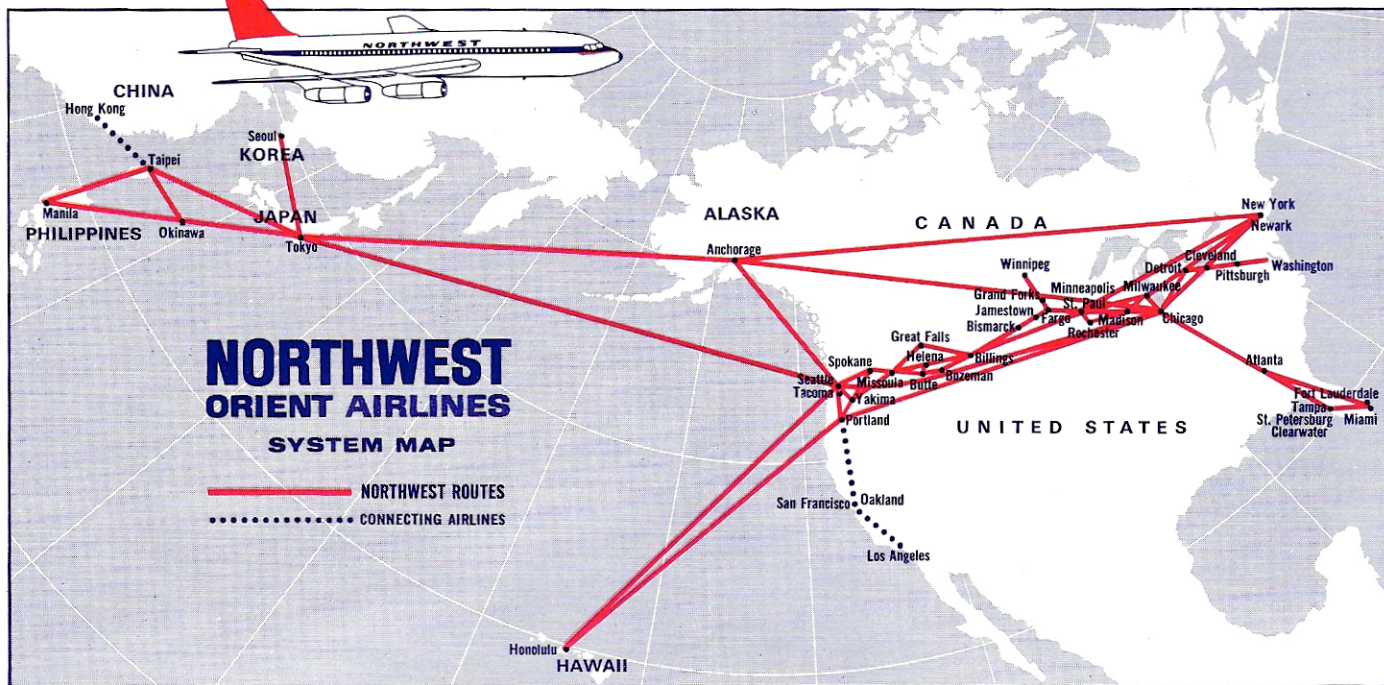 NORTHWEST
CHINA
Hong Kong
Seoul
KOREA
Taipei
Manila
PHILIPPINES
Okinawa
JAPAN
Tokyo
ALASKA
Anchorage
CANADA
New York
Newark
Cleveland
Detroit
Pittsburgh
Washington
Winnipeg
Minneapolis
Milwaukee
Grand Forks
St. Paul
Jamestown
Fargo
Madison
Chicago
Bismarck
Rochester
Great Falls
Helena
Billings
Spokane
Seattle
Missoula
Butte
Bozeman
Tacoma
Yakima
Portland
Atlanta
Fort Lauderdale
Tampa
Miami
St. Petersburg
Clearwater
UNITED STATES
NORTHWEST
ORIENT AIRLINES
SYSTEM MAP
NORTHWEST ROUTES
CONNECTING AIRLINES
San Francisco
Oakland
Los Angeles
Honolulu
HAWAII